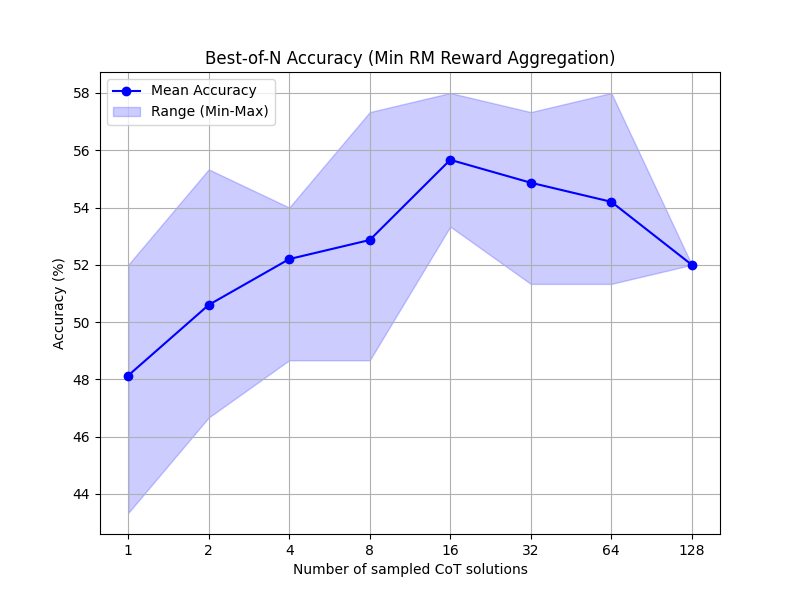 Best-of-N Accuracy (Min RM Reward Aggregation)
Mean Accuracy
Range (Min-Max)
Accuracy (%)
58
56
54
52
50
48
46
44
1 2 4 8 16 32 64 128
Number of sampled CoT solutions